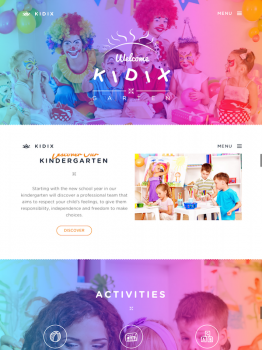 KIDIX
MENU
Welcome
KIDIX
GARTEN
KIDIX
MENU
KINDERGARTEN
Starting with the new school year in our
kindergarten will discover a professional team that
aims to respect your child's feelings, to give them
responsibility, independence and freedom to make
choices.
DISCOVER
ACTIVITIES